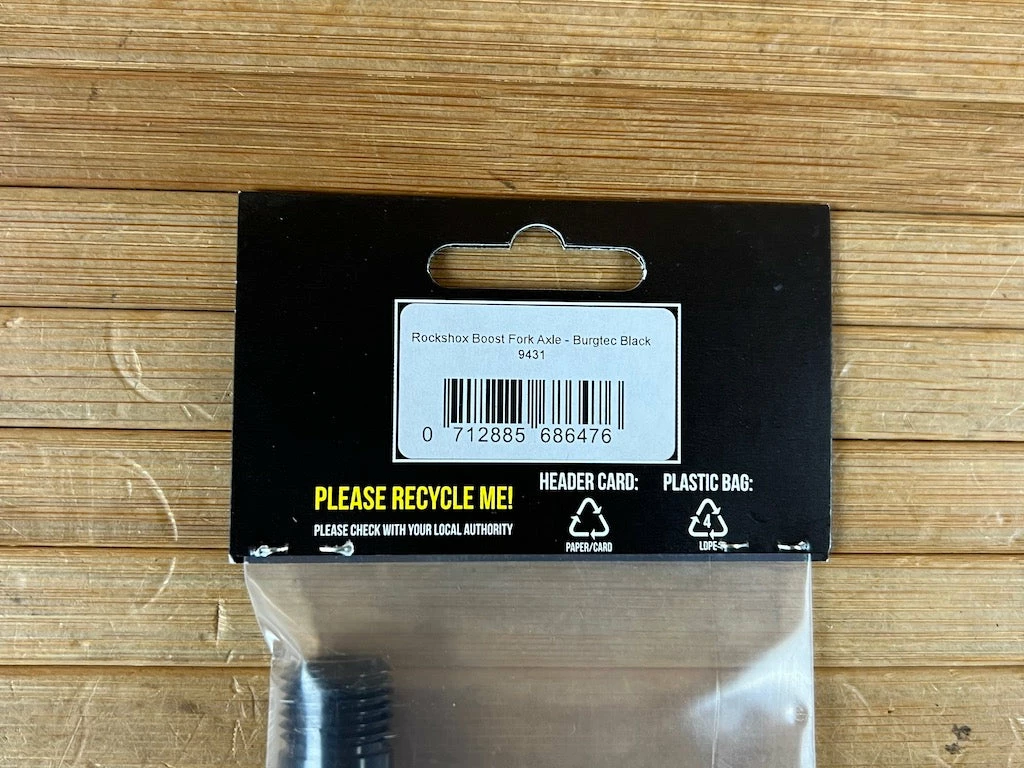 Rockshox Boost Fork Axle - Burgtec Black
9431
0 712885 686476
PLEASE RECYCLE ME!
PLEASE CHECK WITH YOUR LOCAL AUTHORITY
HEADER CARD:
PAPER/CARD
PLASTIC BAG:
4
LDPE